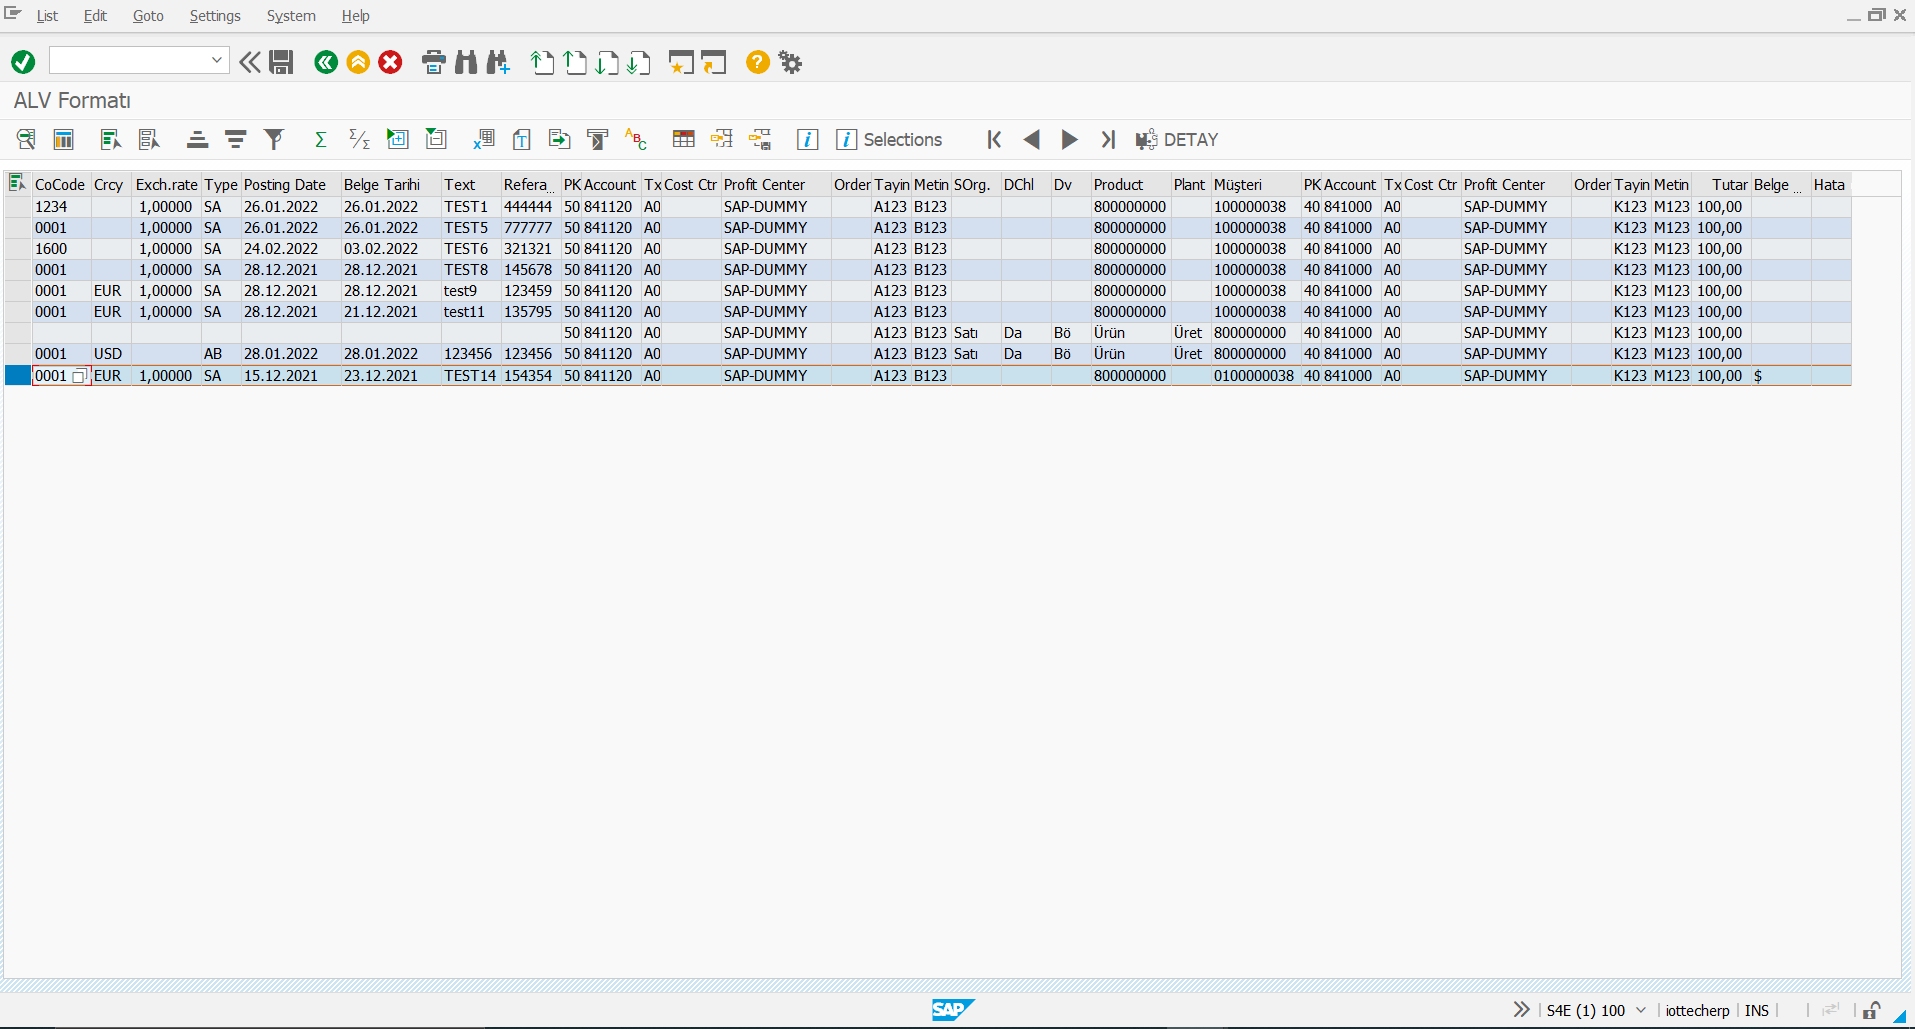 List Edit Goto Settings System Help
ALV Formatı
Selections DETAY
CoCode Crcy Exch.rate Type Posting Date Belge Tarihi Text Refera... PK Account Tx Cost Ctr Profit Center Order Tayin Metin SOrg. DChl Dv Product Plant Müşteri PK Account Tx Cost Ctr Profit Center Order Tayin Metin Tutar Belge ... Hata
1234 1,00000 SA 26.01.2022 26.01.2022 TEST1 444444 50 841120 A0 SAP-DUMMY A123 B123 800000000 100000038 40 841000 A0 SAP-DUMMY K123 M123 100,00
0001 1,00000 SA 26.01.2022 26.01.2022 TEST5 777777 50 841120 A0 SAP-DUMMY A123 B123 800000000 100000038 40 841000 A0 SAP-DUMMY K123 M123 100,00
1600 1,00000 SA 24.02.2022 03.02.2022 TEST6 321321 50 841120 A0 SAP-DUMMY A123 B123 800000000 100000038 40 841000 A0 SAP-DUMMY K123 M123 100,00
0001 1,00000 SA 28.12.2021 28.12.2021 TEST8 145678 50 841120 A0 SAP-DUMMY A123 B123 800000000 100000038 40 841000 A0 SAP-DUMMY K123 M123 100,00
0001 EUR 1,00000 SA 28.12.2021 28.12.2021 test9 123459 50 841120 A0 SAP-DUMMY A123 B123 800000000 100000038 40 841000 A0 SAP-DUMMY K123 M123 100,00
0001 EUR 1,00000 SA 28.12.2021 21.12.2021 test11 135795 50 841120 A0 SAP-DUMMY A123 B123 800000000 100000038 40 841000 A0 SAP-DUMMY K123 M123 100,00
50 841120 A0 SAP-DUMMY A123 B123 Satı Da Bö Ürün Üret 800000000 40 841000 A0 SAP-DUMMY K123 M123 100,00
0001 USD AB 28.01.2022 28.01.2022 123456 123456 50 841120 A0 SAP-DUMMY A123 B123 Satı Da Bö Ürün Üret 800000000 40 841000 A0 SAP-DUMMY K123 M123 100,00
0001 EUR 1,00000 SA 15.12.2021 23.12.2021 TEST14 154354 50 841120 A0 SAP-DUMMY A123 B123 800000000 0100000038 40 841000 A0 SAP-DUMMY K123 M123 100,00 $
SAP S4E (1) 100 iottecherp INS